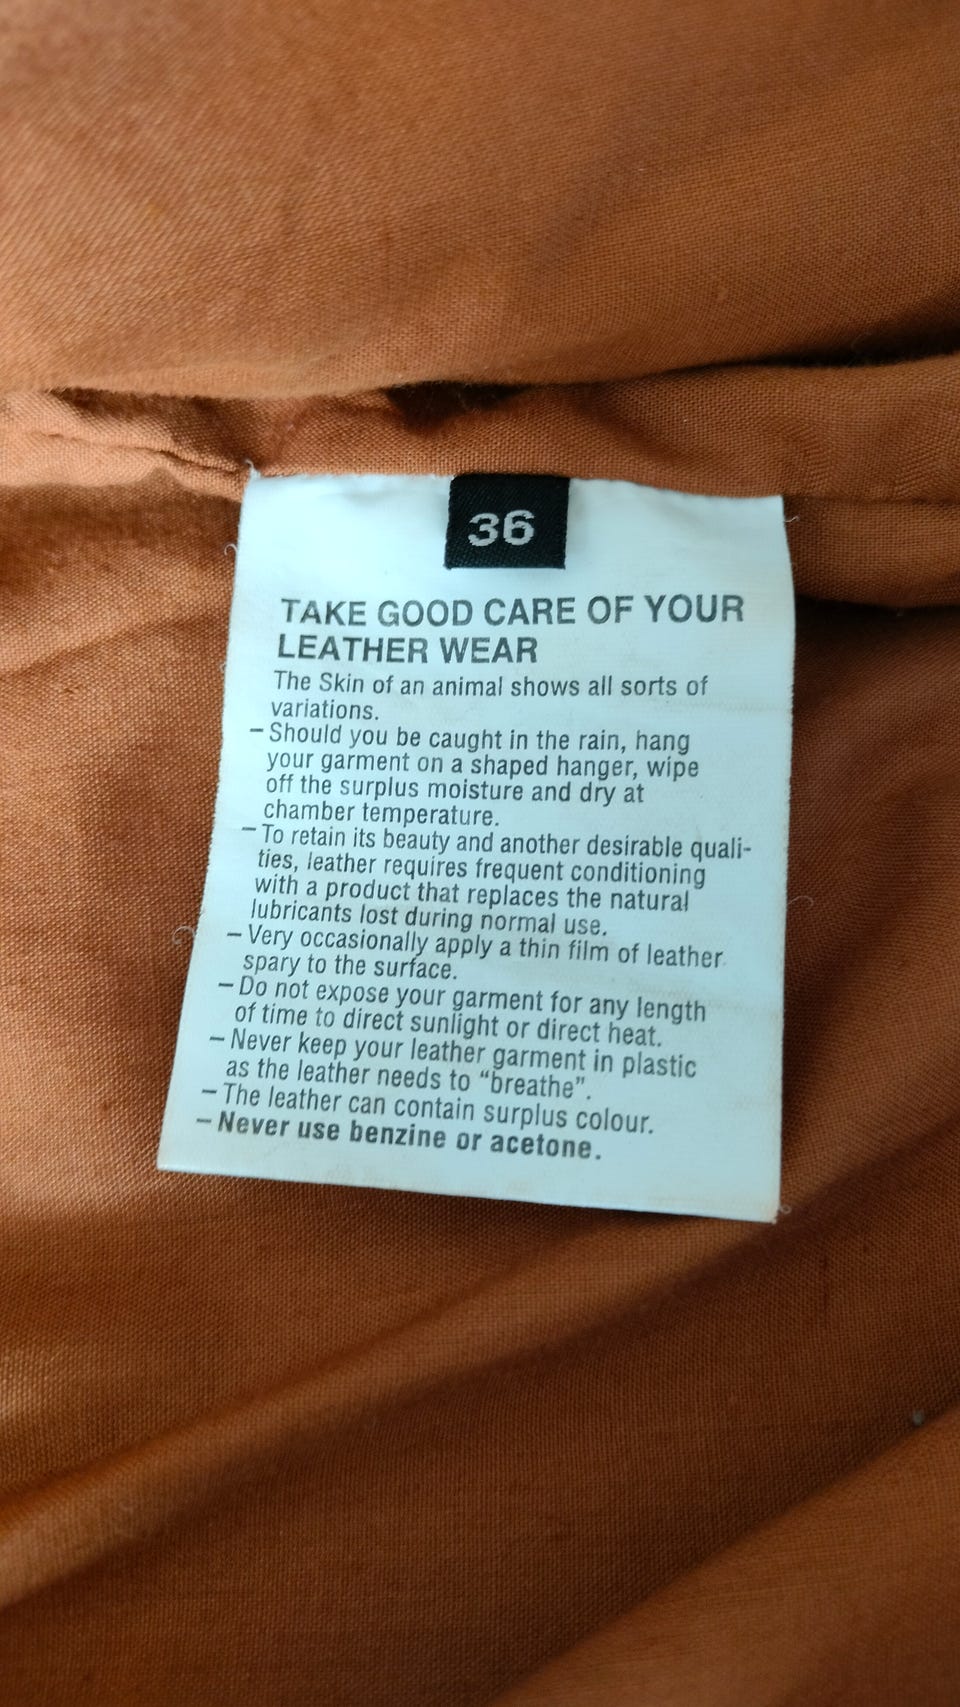 36
TAKE GOOD CARE OF YOUR
LEATHER WEAR
The Skin of an animal shows all sorts of
variations.
– Should you be caught in the rain, hang
your garment on a shaped hanger, wipe
off the surplus moisture and dry at
chamber temperature.
– To retain its beauty and another desirable quali-
ties, leather requires frequent conditioning
with a product that replaces the natural
lubricants lost during normal use.
– Very occasionally apply a thin film of leather
spary to the surface.
– Do not expose your garment for any length
of time to direct sunlight or direct heat.
– Never keep your leather garment in plastic
as the leather needs to “breathe”.
– The leather can contain surplus colour.
– Never use benzine or acetone.